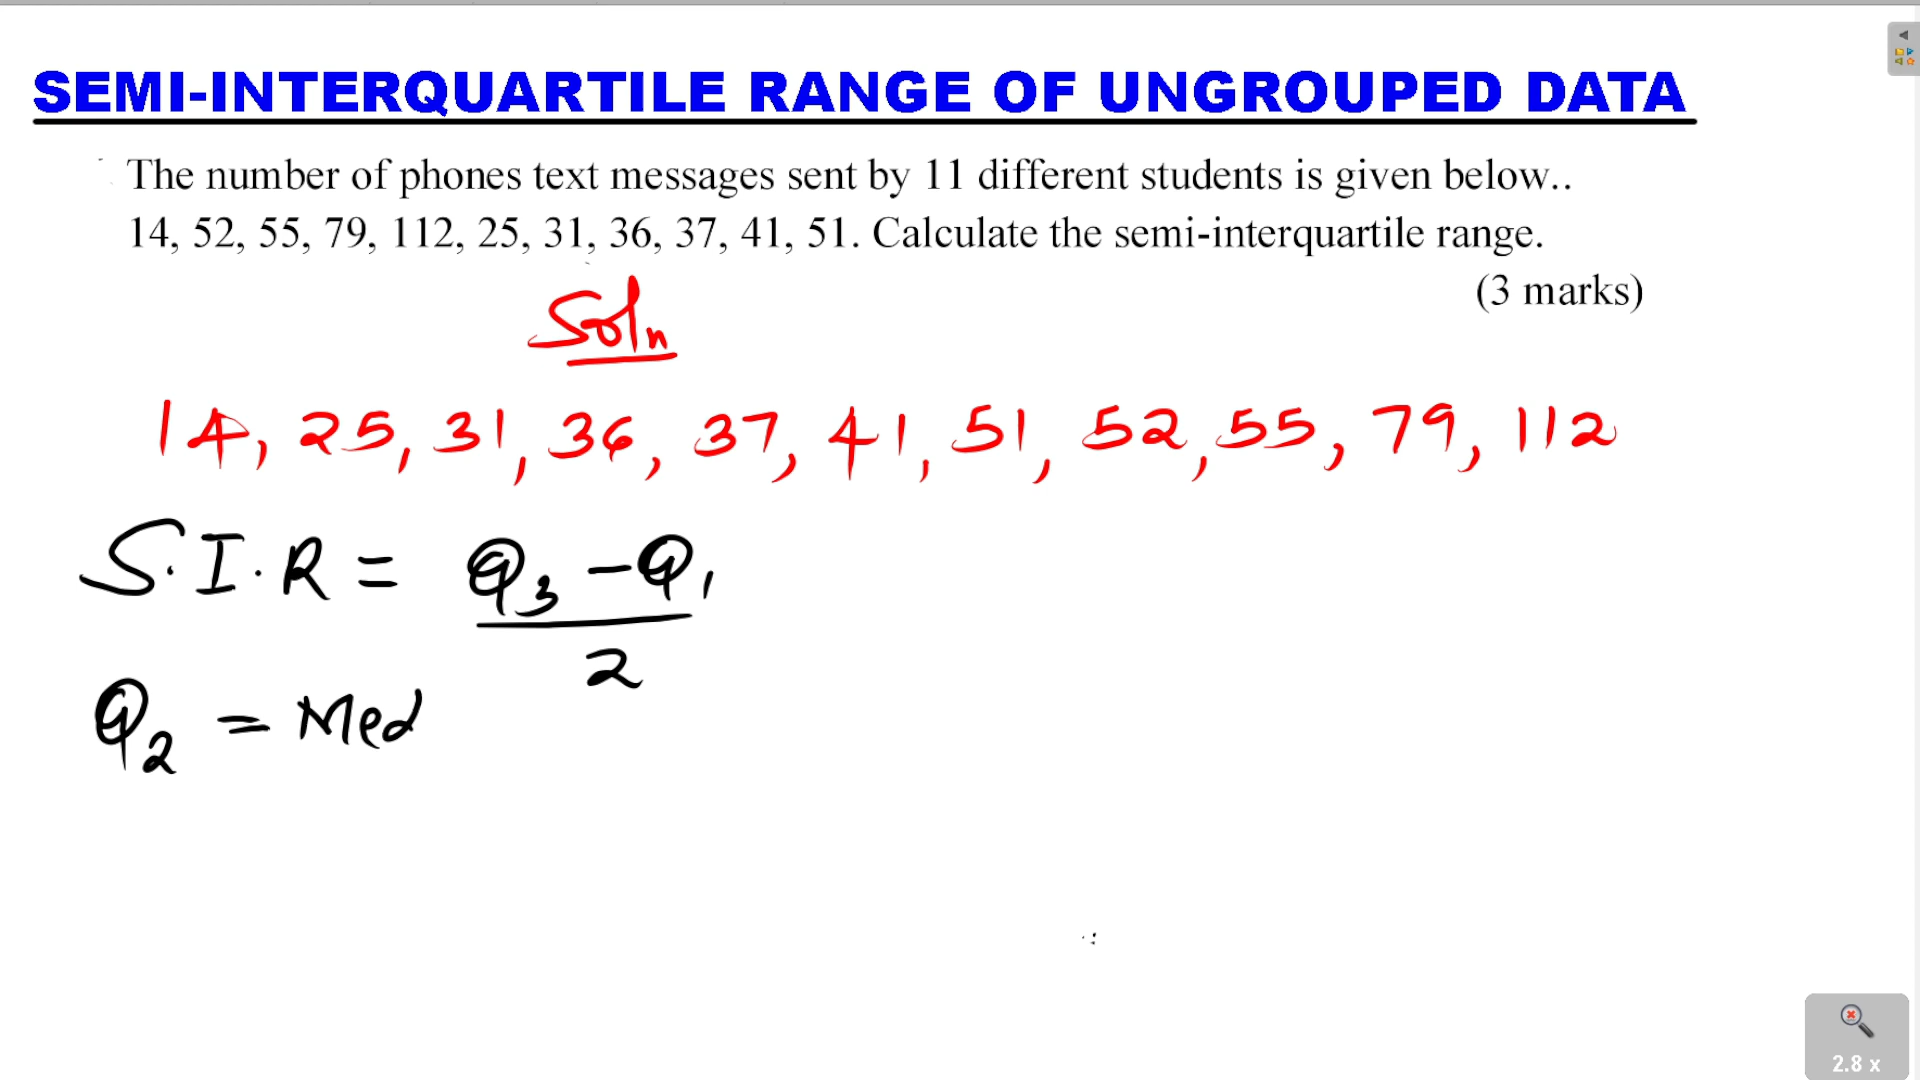 SEMI-INTERQUARTILE RANGE OF UNGROUPED DATA
The number of phones text messages sent by 11 different students is given below..
14, 52, 55, 79, 112, 25, 31, 36, 37, 41, 51. Calculate the semi-interquartile range.
(3 marks)
Soln
14, 25, 31, 36, 37, 41, 51, 52, 55, 79, 112
S.I.R = Q3 - Q1
2
Q2 = Med
2.8 x